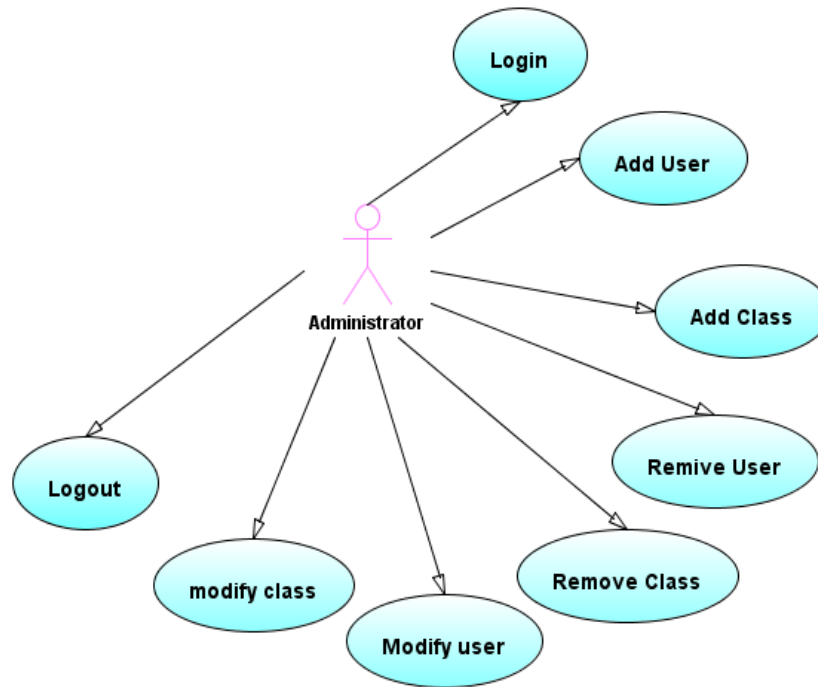 Login
Add User
Add Class
Administrator
Remive User
Logout
Remove Class
modify class
Modify user